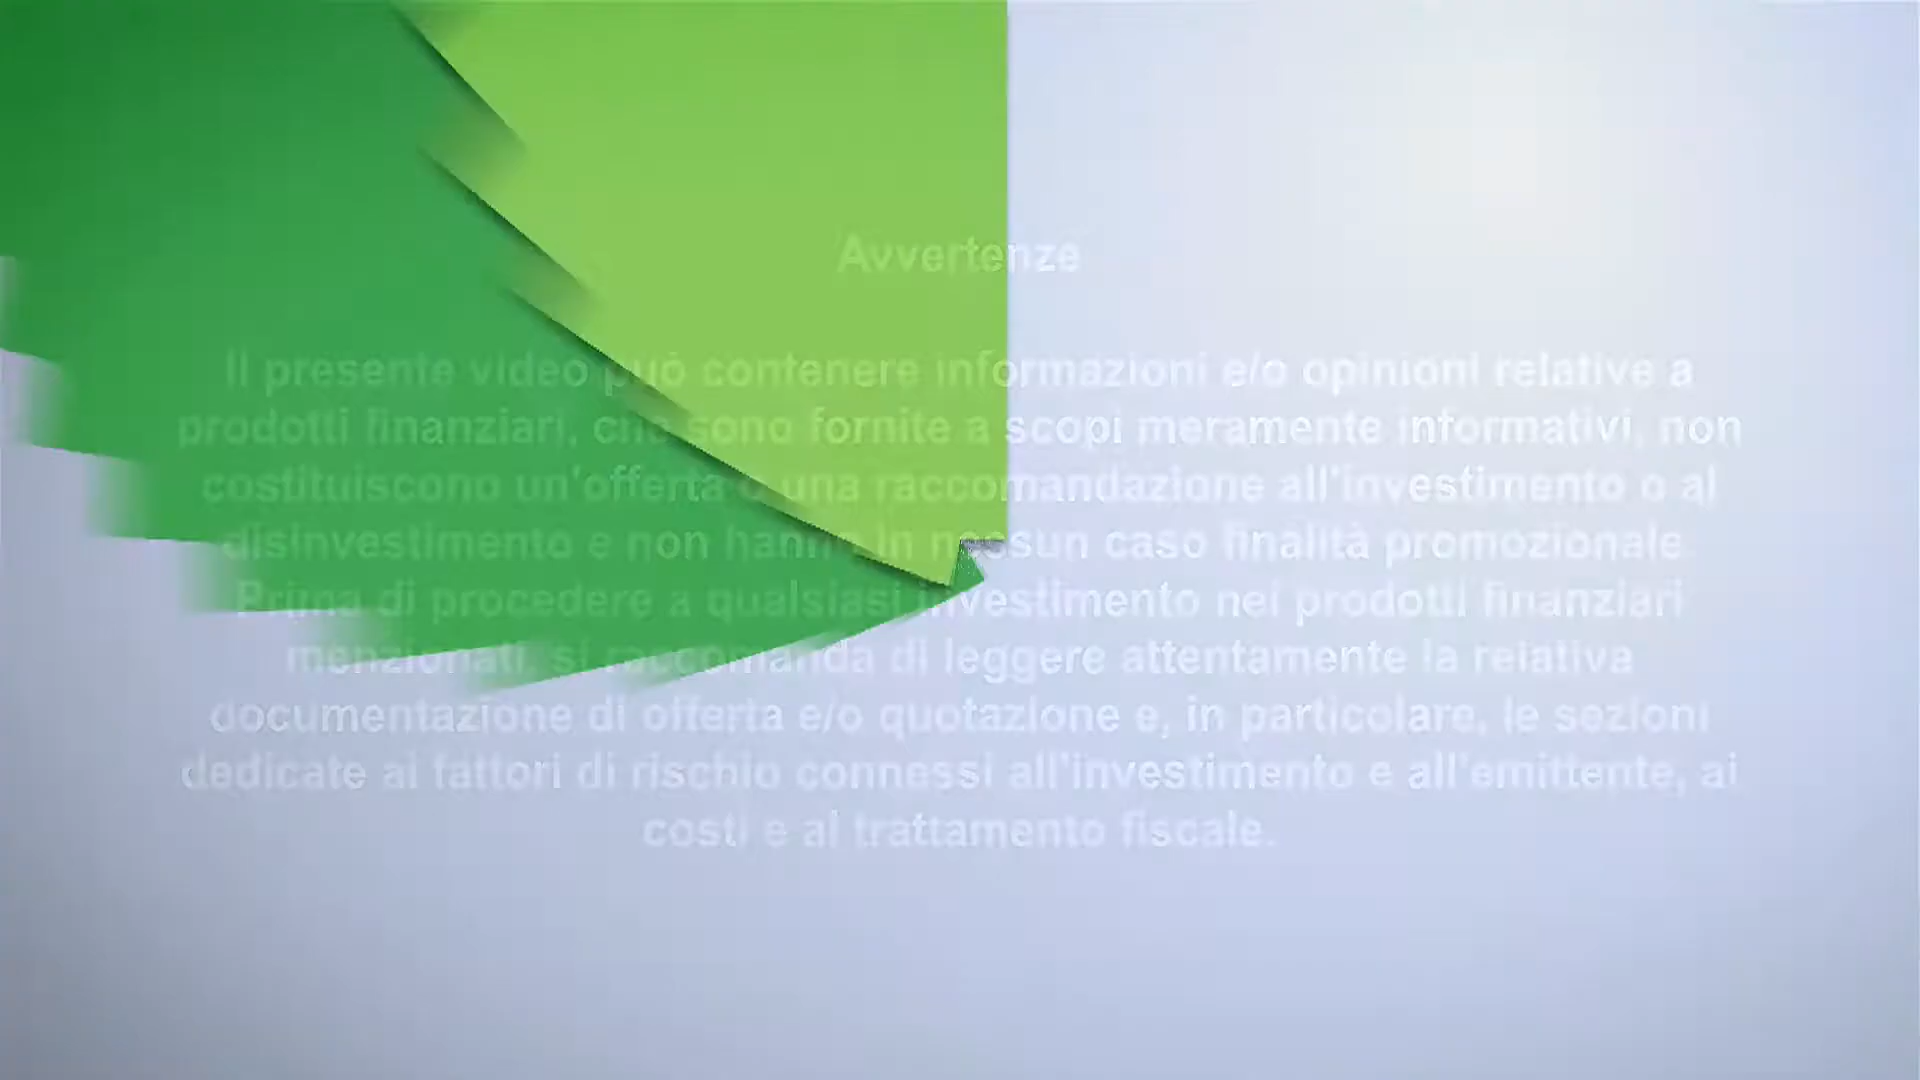 Avvertenze
Il presente video può contenere informazioni e/o opinioni relative a
prodotti finanziari, che sono fornite a scopi meramente informativi, non
costituiscono un'offerta o una raccomandazione all'investimento o al
disinvestimento e non hanno in nessun caso finalità promozionale.
Prima di procedere a qualsiasi investimento nei prodotti finanziari
menzionati, si raccomanda di leggere attentamente la relativa
documentazione di offerta e/o quotazione e, in particolare, le sezioni
dedicate ai fattori di rischio connessi all'investimento e all'emittente, ai
costi e al trattamento fiscale.